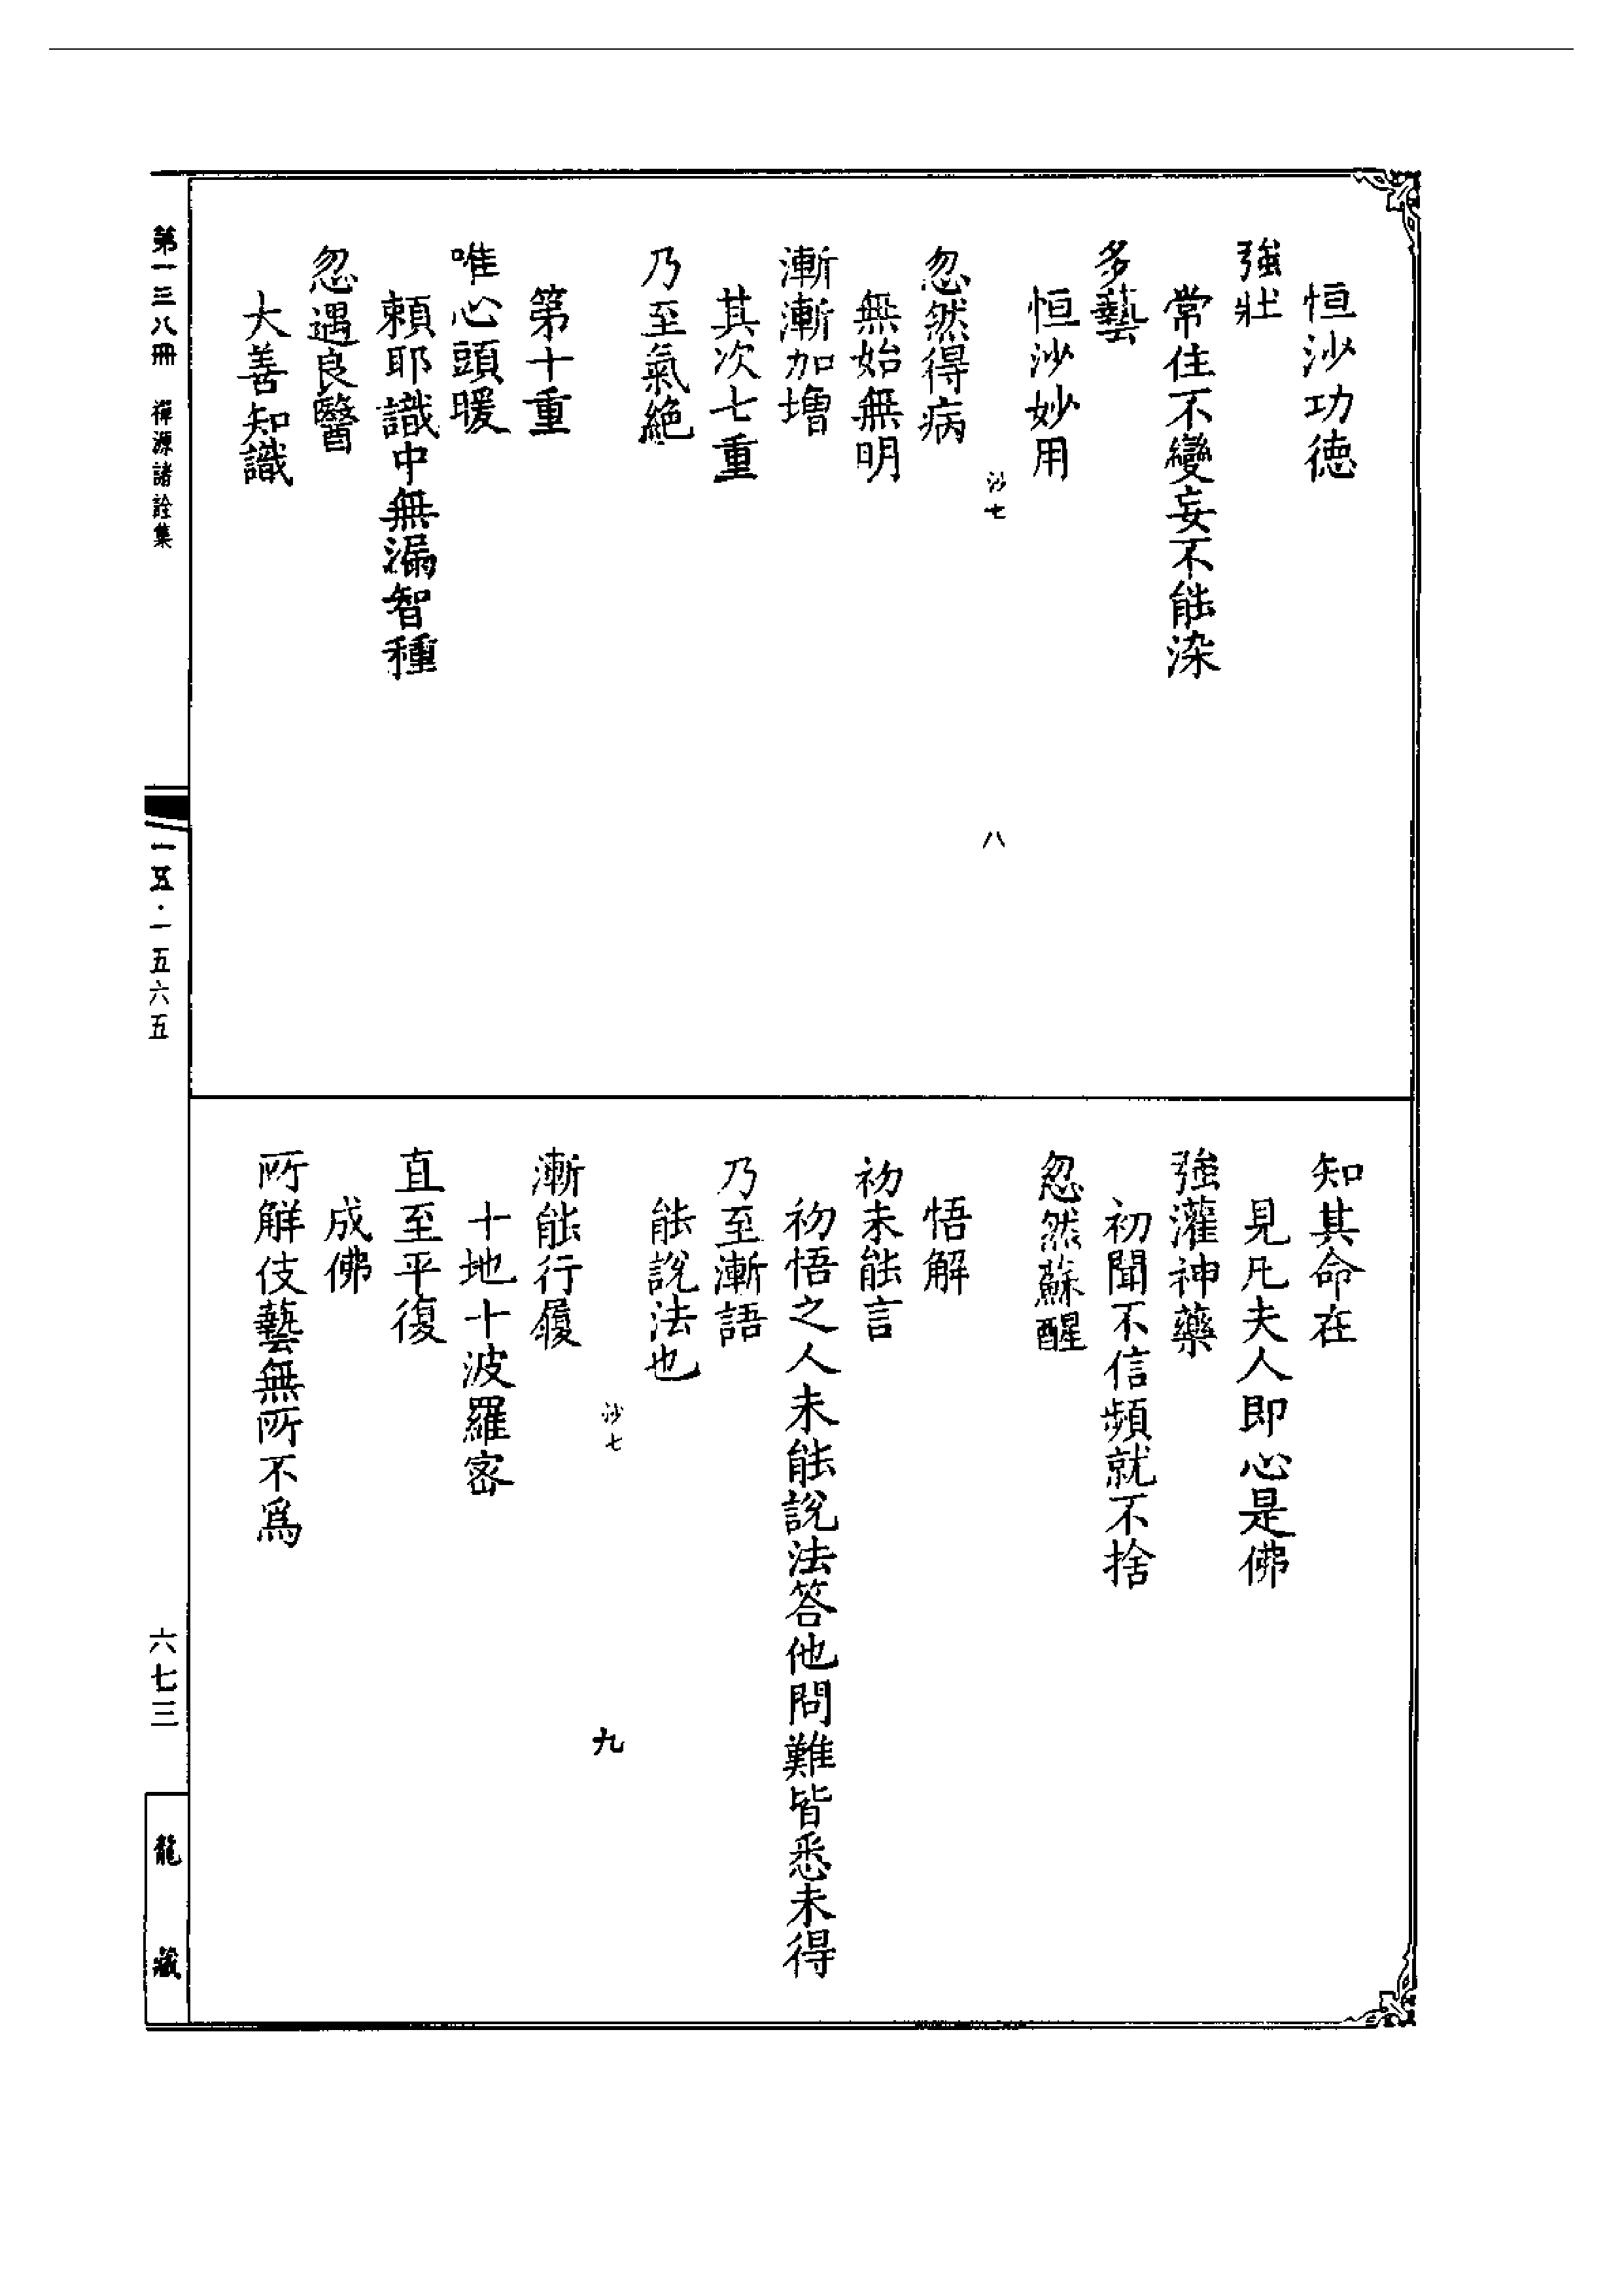 恒沙功德
強壯
常住不變妄不能染
多藝
恒沙妙用
沙七
八
忽然得病
無始無明
漸漸加増
其次七重
乃至氣絶
第十重
唯心頭暖
頼耶識中無漏智種
忽遇良醫
大善知識
知其命在
見凡夫人即心是佛
強灌神藥
初聞不信頻就不捨
忽然蘇醒
悟解
初未能言
初悟之人未能說法答他問難皆悉未得
乃至漸語
能說法也
沙七
九
漸能行履
十地十波羅密
直至平復
成佛
所解伎藝無所不爲
第一三八冊 禪源諸詮集
一五・一五六五
六七三
龍藏